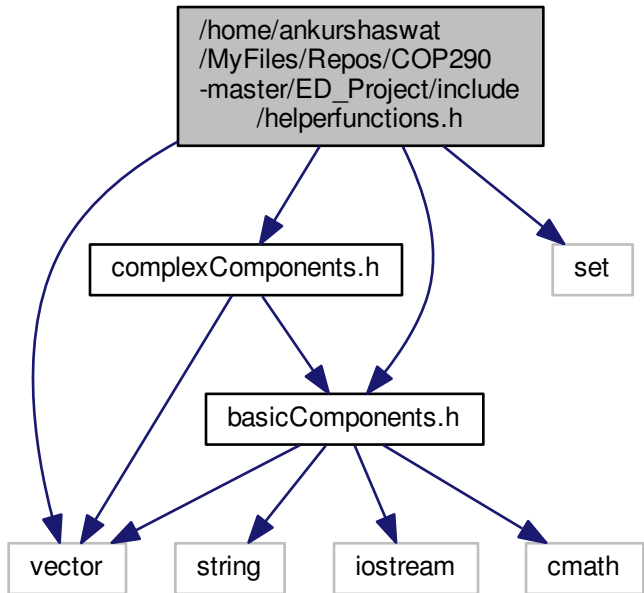 /home/ankurshaswat
/MyFiles/Repos/COP290
-master/ED_Project/include
/helperfunctions.h
complexComponents.h
set
basicComponents.h
vector
string
iostream
cmath